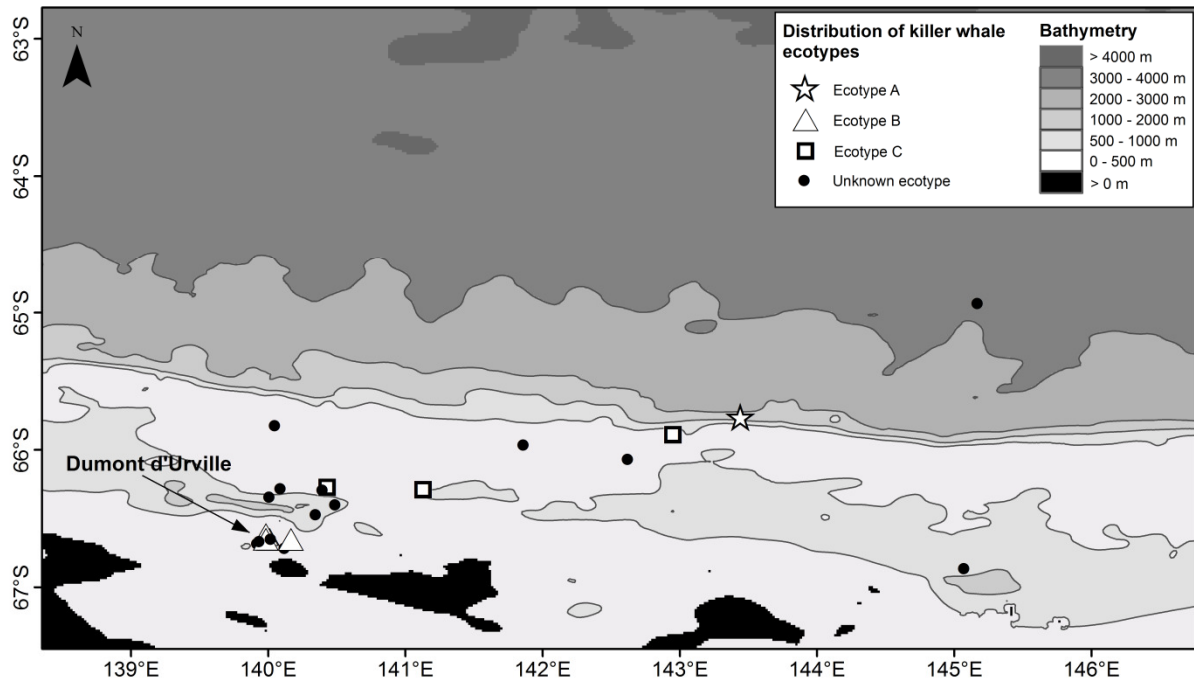 N
63°S
64°S
65°S
66°S
67°S
Distribution of killer whale
ecotypes
Ecotype A
Ecotype B
Ecotype C
Unknown ecotype
Bathymetry
> 4000 m
3000 - 4000 m
2000 - 3000 m
1000 - 2000 m
500 - 1000 m
0 - 500 m
> 0 m
Dumont d'Urville
139°E
140°E
141°E
142°E
143°E
144°E
145°E
146°E